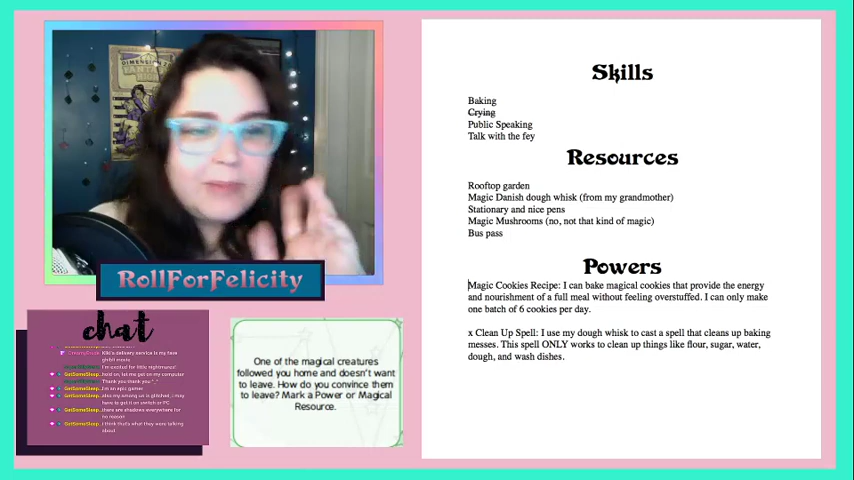 DIMENSION
RollForFelicity
chat
Kiki's delivery service is my fave
ghibli movie
I'm excited for little nightmares!
hold on, let me get on my computer
Thank you thank you ^_^
GetSomeSleep_ I'm an epic gamer
also my among us is glitched, i may
have to get it on switch or PC
there are shadows everywhere for
no reason
I think that's what they were talking
about
One of the magical creatures
followed you home and doesn't want
to leave. How do you convince them
to leave? Mark a Power or Magical
Resource.
Skills
Baking
Crying
Public Speaking
Talk with the fey
Resources
Rooftop garden
Magic Danish dough whisk (from my grandmother)
Stationary and nice pens
Magic Mushrooms (no, not that kind of magic)
Bus pass
Powers
Magic Cookies Recipe: I can bake magical cookies that provide the energy
and nourishment of a full meal without feeling overstuffed. I can only make
one batch of 6 cookies per day.
x Clean Up Spell: I use my dough whisk to cast a spell that cleans up baking
messes. This spell ONLY works to clean up things like flour, sugar, water,
dough, and wash dishes.